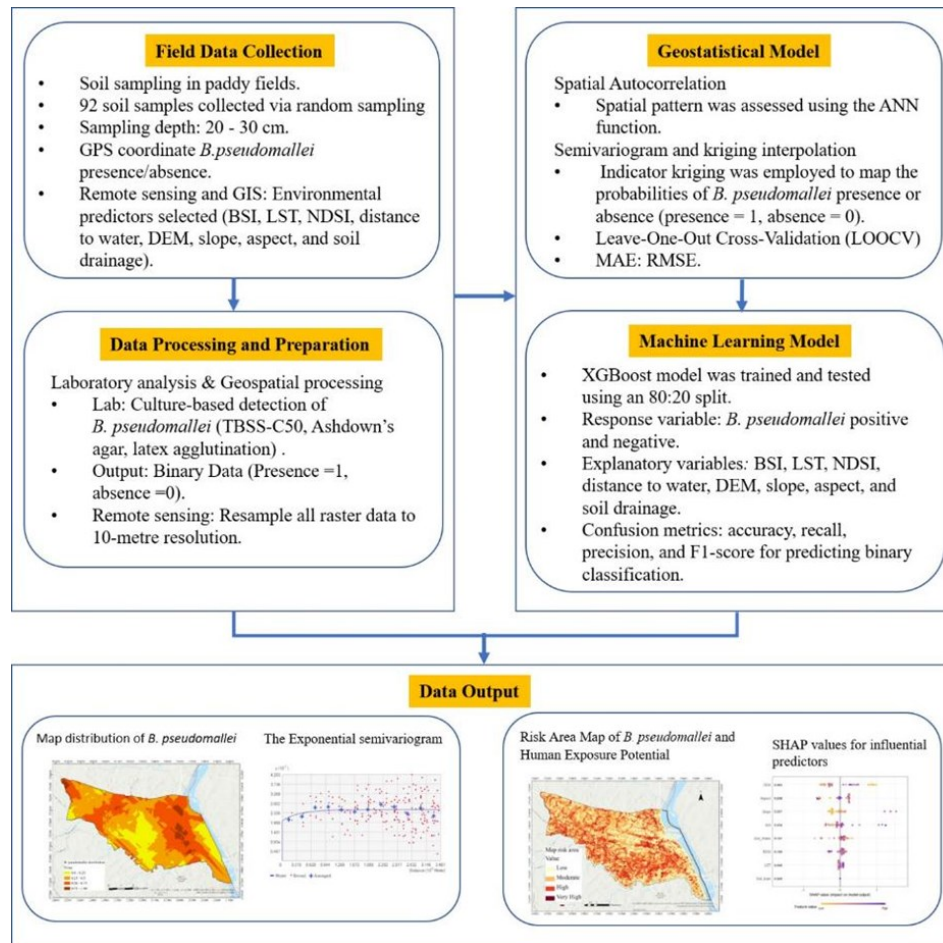 Field Data Collection
• Soil sampling in paddy fields.
• 92 soil samples collected via random sampling
• Sampling depth: 20 - 30 cm.
• GPS coordinate B.pseudomallei
presence/absence.
• Remote sensing and GIS: Environmental
predictors selected (BSI, LST, NDSI, distance
to water, DEM, slope, aspect, and soil
drainage).
Data Processing and Preparation
Laboratory analysis & Geospatial processing
• Lab: Culture-based detection of
B. pseudomallei (TBSS-C50, Ashdown's
agar, latex agglutination) .
• Output: Binary Data (Presence =1,
absence =0).
• Remote sensing: Resample all raster data to
10-metre resolution.
Geostatistical Model
Spatial Autocorrelation
• Spatial pattern was assessed using the ANN
function.
Semivariogram and kriging interpolation
• Indicator kriging was employed to map the
probabilities of B. pseudomallei presence or
absence (presence = 1, absence = 0).
• Leave-One-Out Cross-Validation (LOOCV)
• MAE: RMSE.
Machine Learning Model
• XGBoost model was trained and tested
using an 80:20 split.
• Response variable: B. pseudomallei positive
and negative.
• Explanatory variables: BSI, LST, NDSI,
distance to water, DEM, slope, aspect, and
soil drainage.
• Confusion metrics: accuracy, recall,
precision, and F1-score for predicting binary
classification.
Data Output
Map distribution of B. pseudomallei
The Exponential semivariogram
Risk Area Map of B. pseudomallei and
Human Exposure Potential
Map risk area
Value
Low
Moderate
High
Very High
SHAP values for influential
predictors